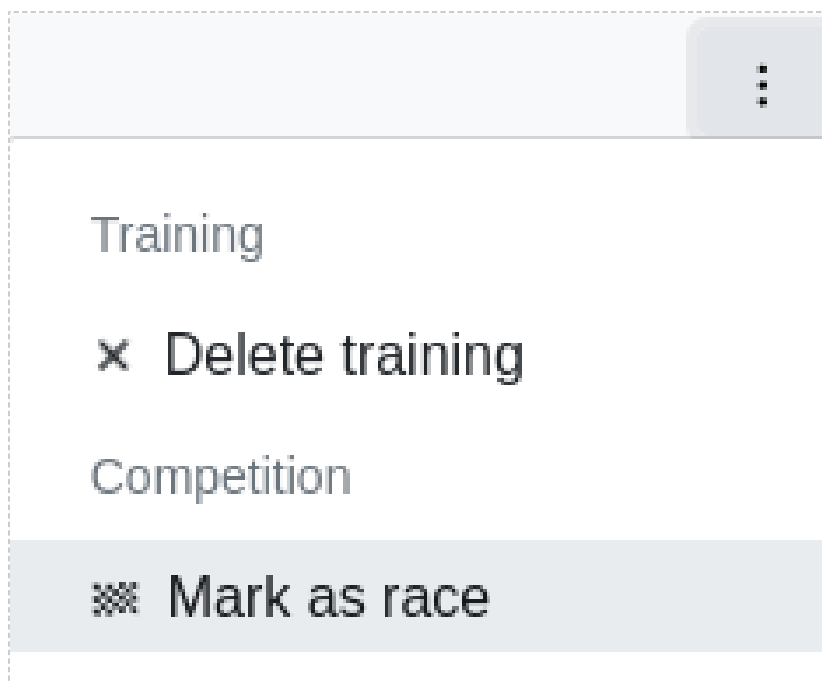 Training
Delete training
Competition
Mark as race